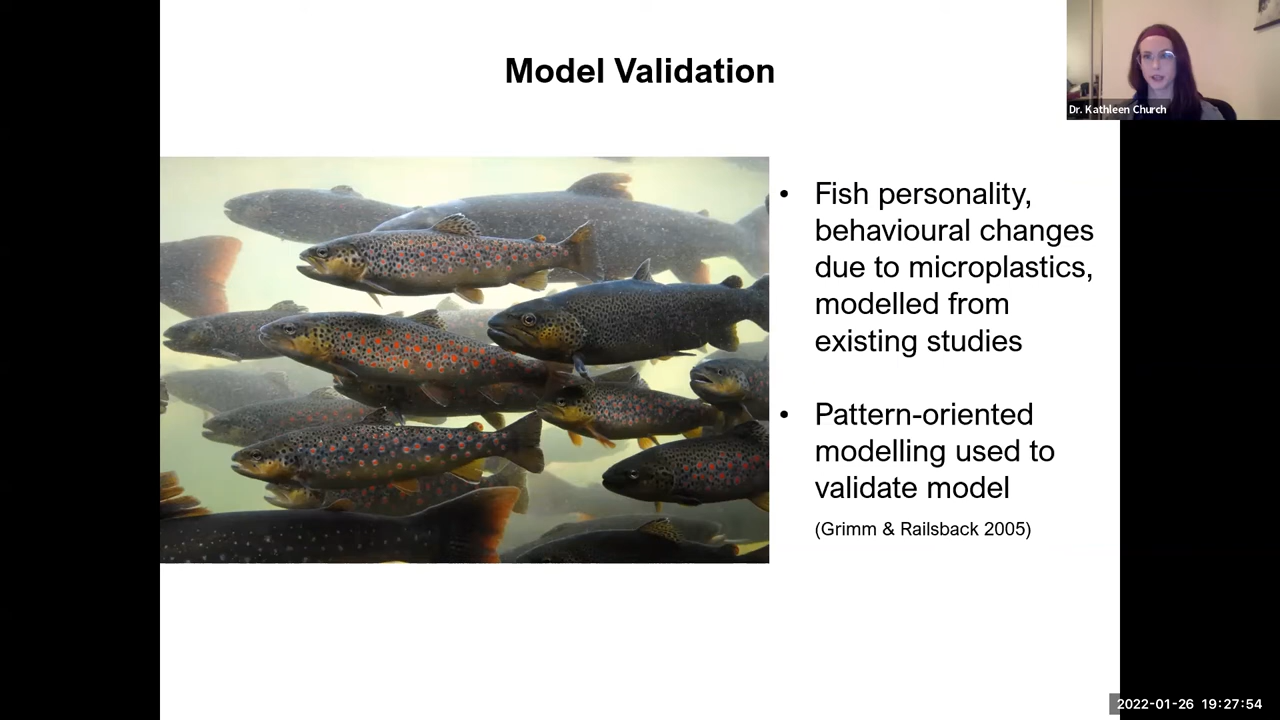 Model Validation
Dr. Kathleen Church
• Fish personality,
behavioural changes
due to microplastics,
modelled from
existing studies
• Pattern-oriented
modelling used to
validate model
(Grimm & Railsback 2005)
2022-01-26 19:27:54